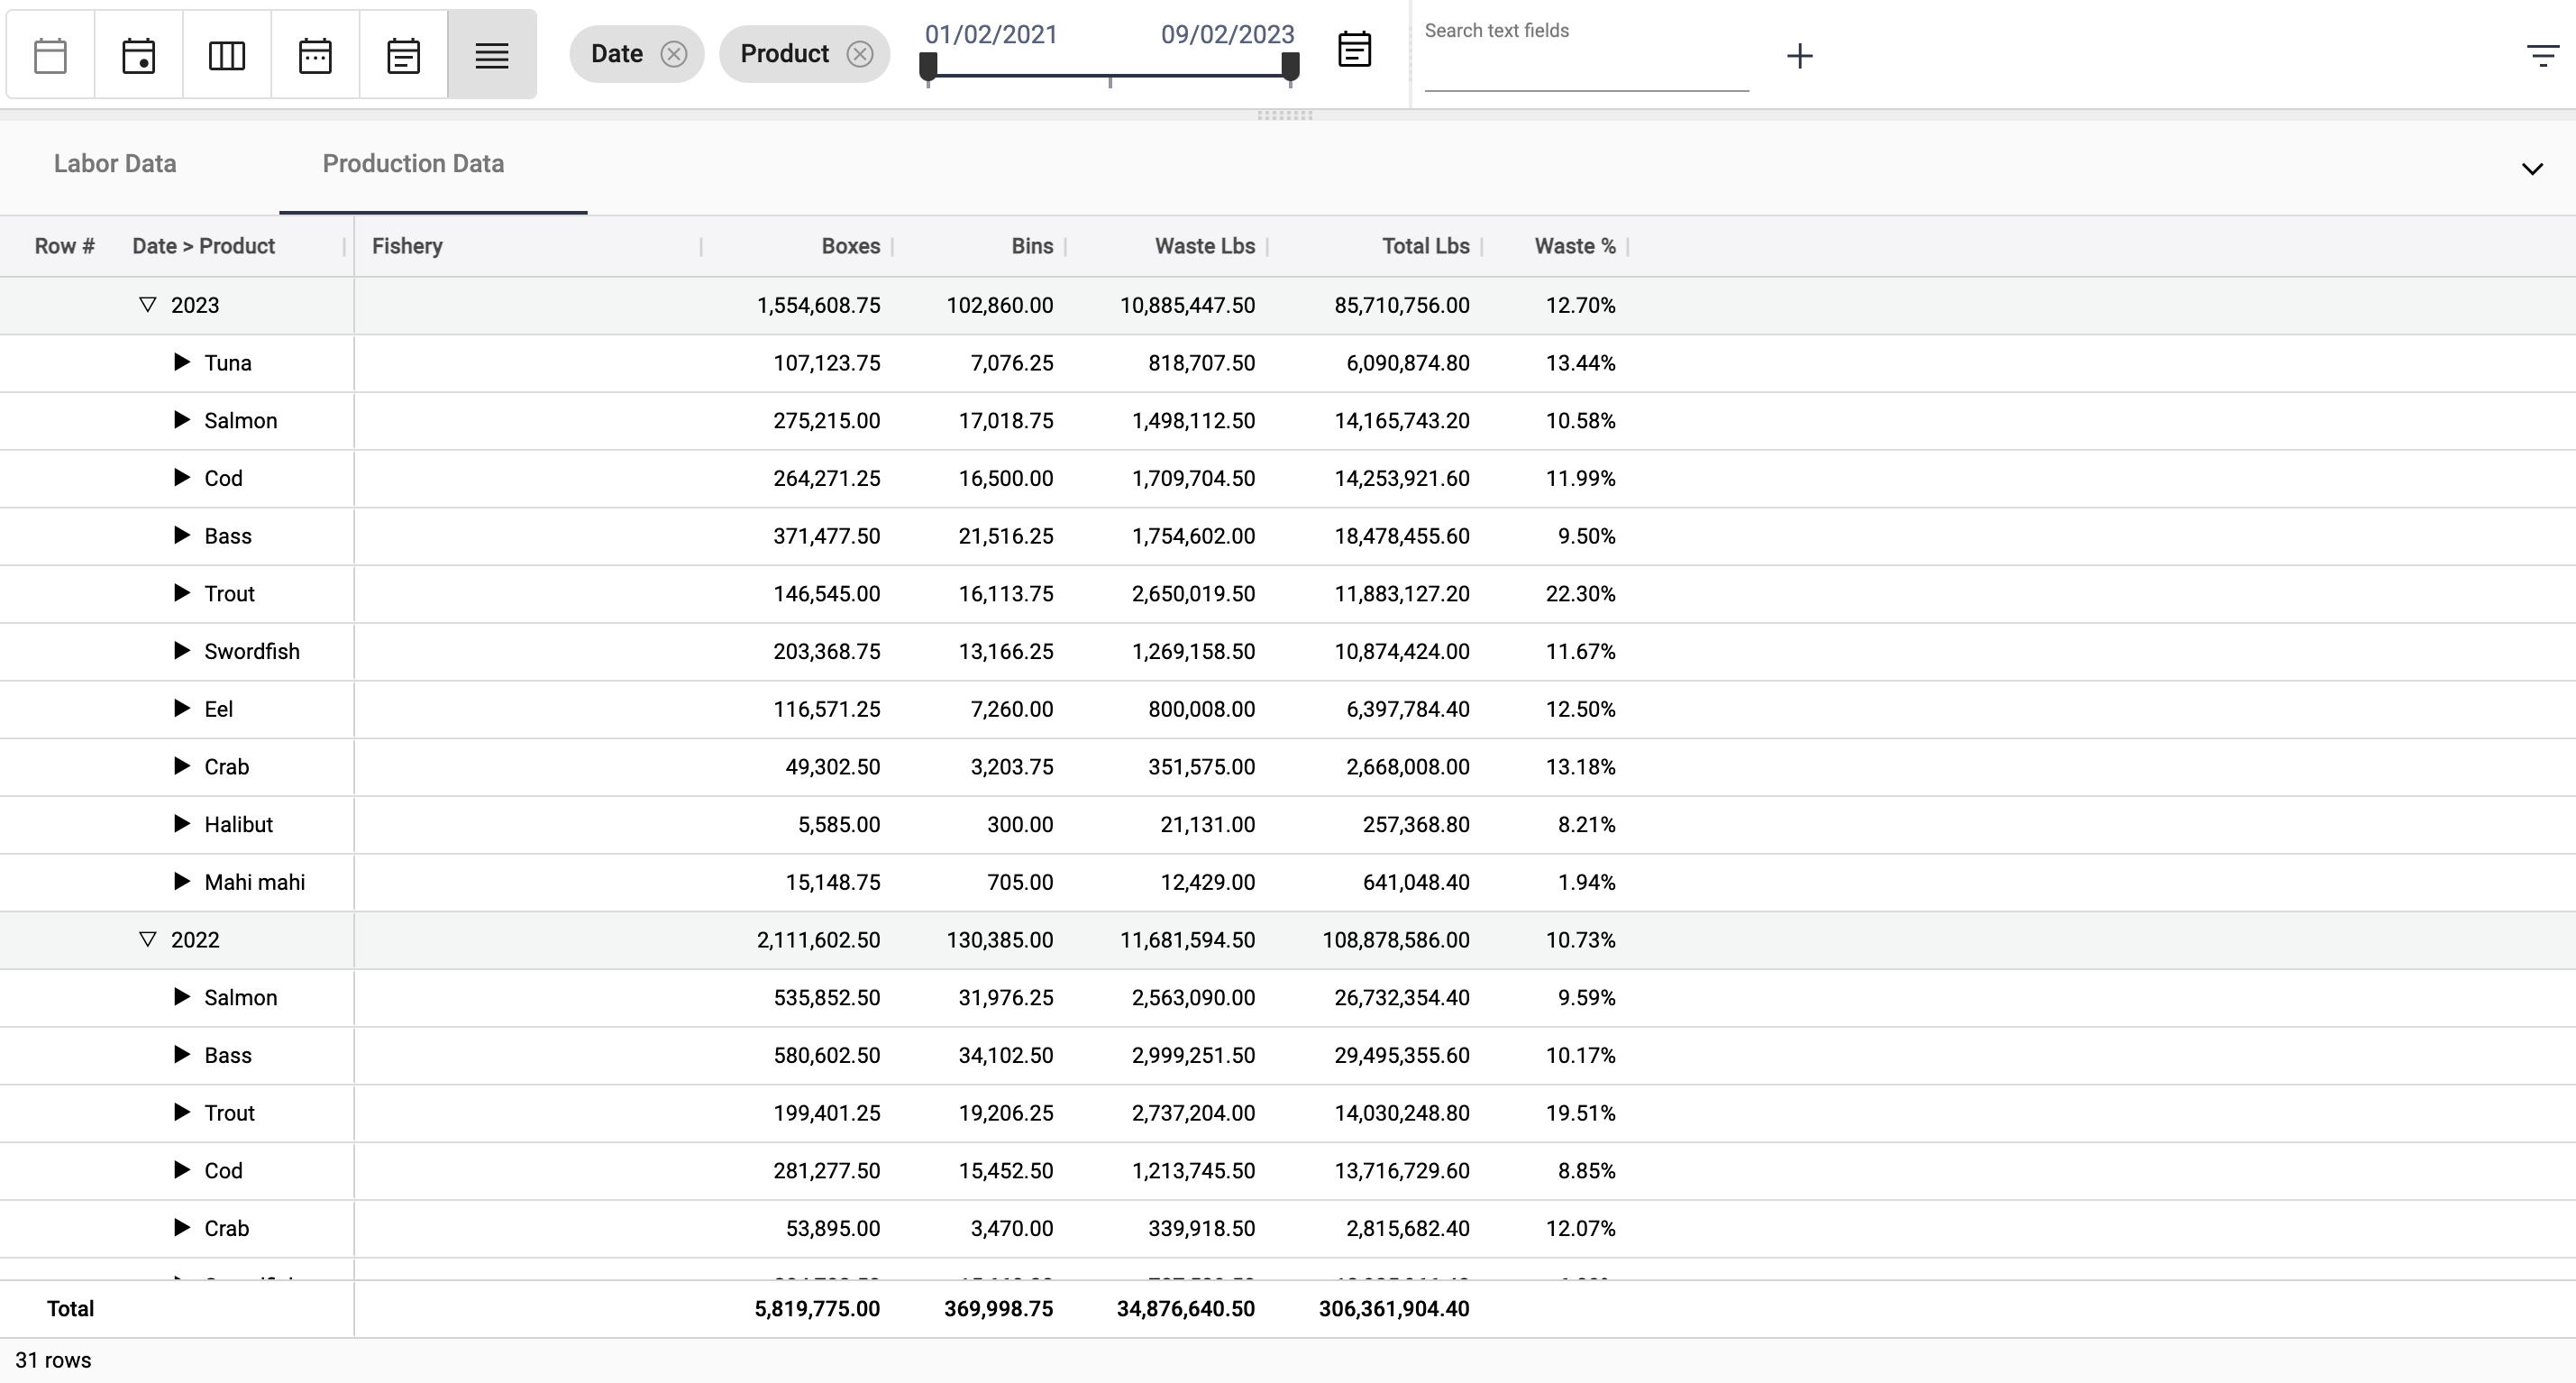 Date Product 01/02/2021 09/02/2023 Search text fields
Labor Data Production Data
Row # Date > Product Fishery Boxes Bins Waste Lbs Total Lbs Waste %
2023 1,554,608.75 102,860.00 10,885,447.50 85,710,756.00 12.70%
Tuna 107,123.75 7,076.25 818,707.50 6,090,874.80 13.44%
Salmon 275,215.00 17,018.75 1,498,112.50 14,165,743.20 10.58%
Cod 264,271.25 16,500.00 1,709,704.50 14,253,921.60 11.99%
Bass 371,477.50 21,516.25 1,754,602.00 18,478,455.60 9.50%
Trout 146,545.00 16,113.75 2,650,019.50 11,883,127.20 22.30%
Swordfish 203,368.75 13,166.25 1,269,158.50 10,874,424.00 11.67%
Eel 116,571.25 7,260.00 800,008.00 6,397,784.40 12.50%
Crab 49,302.50 3,203.75 351,575.00 2,668,008.00 13.18%
Halibut 5,585.00 300.00 21,131.00 257,368.80 8.21%
Mahi mahi 15,148.75 705.00 12,429.00 641,048.40 1.94%
2022 2,111,602.50 130,385.00 11,681,594.50 108,878,586.00 10.73%
Salmon 535,852.50 31,976.25 2,563,090.00 26,732,354.40 9.59%
Bass 580,602.50 34,102.50 2,999,251.50 29,495,355.60 10.17%
Trout 199,401.25 19,206.25 2,737,204.00 14,030,248.80 19.51%
Cod 281,277.50 15,452.50 1,213,745.50 13,716,729.60 8.85%
Crab 53,895.00 3,470.00 339,918.50 2,815,682.40 12.07%
Total 5,819,775.00 369,998.75 34,876,640.50 306,361,904.40
31 rows